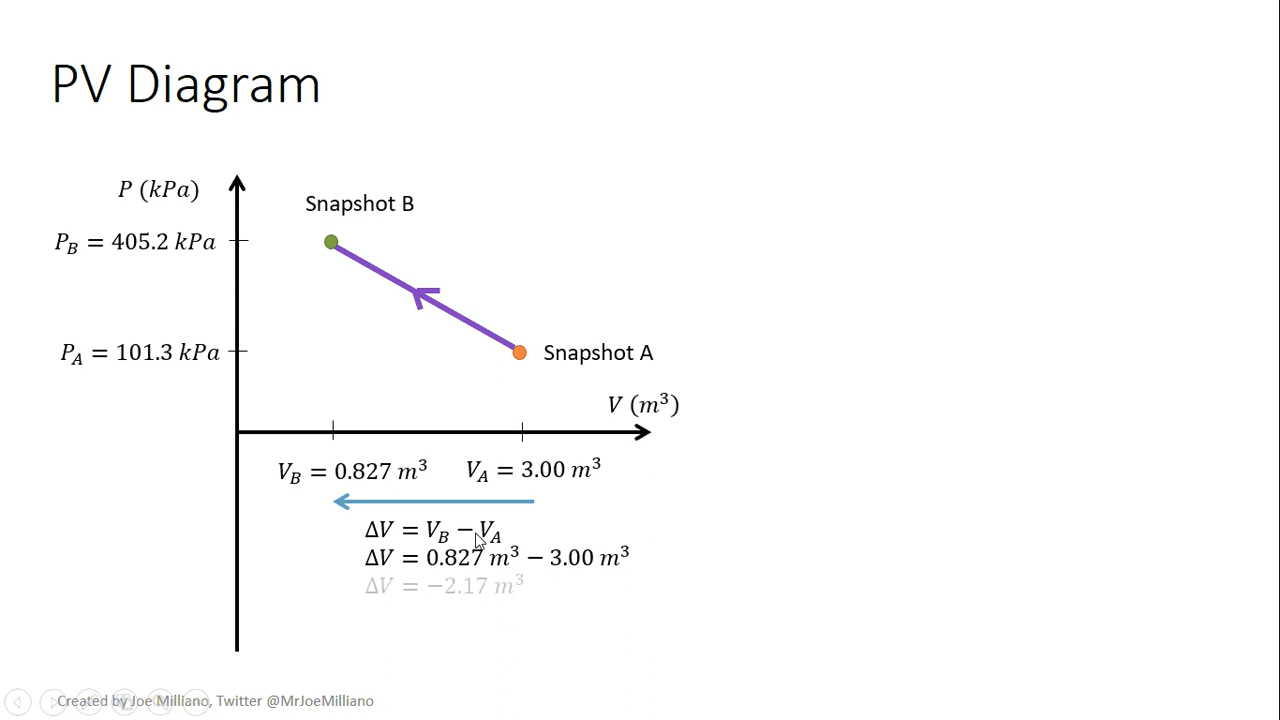 PV Diagram
P (kPa)
Snapshot B
P_B = 405.2 kPa
P_A = 101.3 kPa
Snapshot A
V (m³)
V_B = 0.827 m³
V_A = 3.00 m³
ΔV = V_B − V_A
ΔV = 0.827 m³ − 3.00 m³
ΔV = −2.17 m³
Created by Joe Milliano, Twitter @MrJoeMilliano